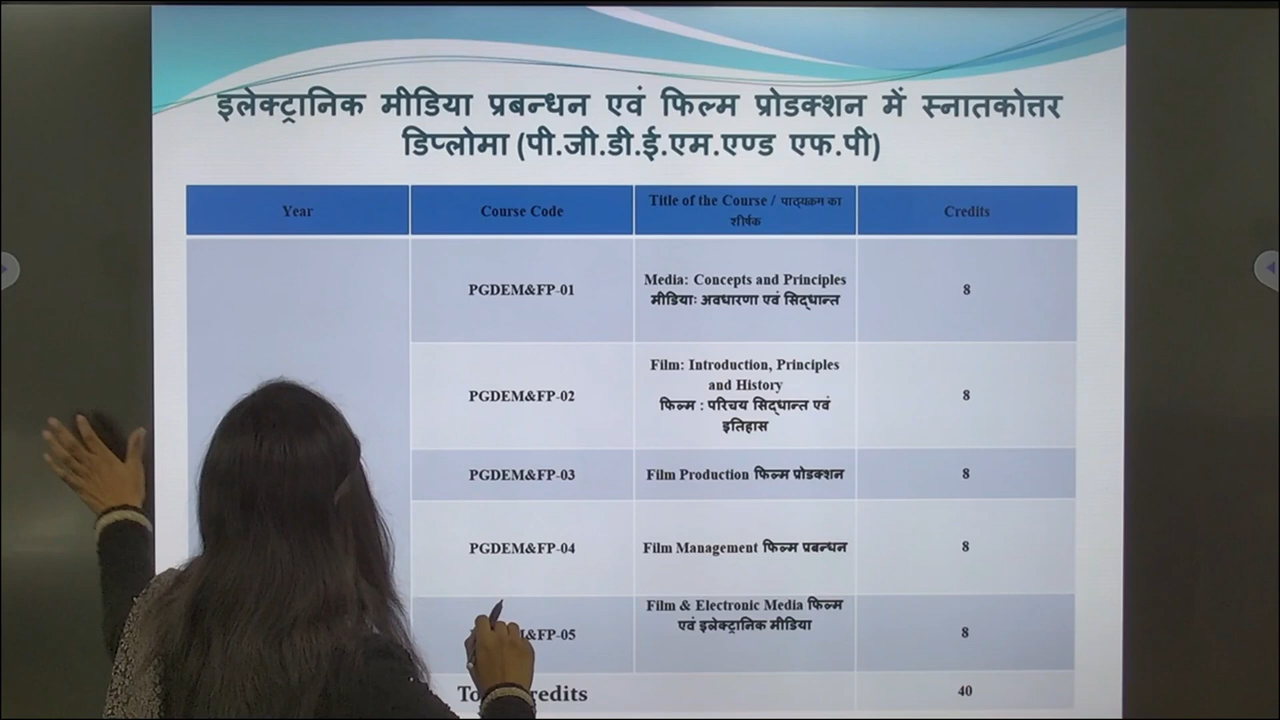 इलेक्ट्रानिक मीडिया प्रबन्धन एवं फिल्म प्रोडक्शन में स्नातकोत्तर
डिप्लोमा (पी.जी.डी.ई.एम.एण्ड एफ.पी)
Year Course Code Title of the Course / पाठ्यक्रम का
शीर्षक Credits
PGDEM&FP-01 Media: Concepts and Principles 8
मीडियाः अवधारणा एवं सिद्धान्त
PGDEM&FP-02 Film: Introduction, Principles 8
and History
फिल्म : परिचय सिद्धान्त एवं
इतिहास
PGDEM&FP-03 Film Production फिल्म प्रोडक्शन 8
PGDEM&FP-04 Film Management फिल्म प्रबन्धन 8
&FP-05 Film & Electronic Media फिल्म 8
एवं इलेक्ट्रानिक मीडिया
40